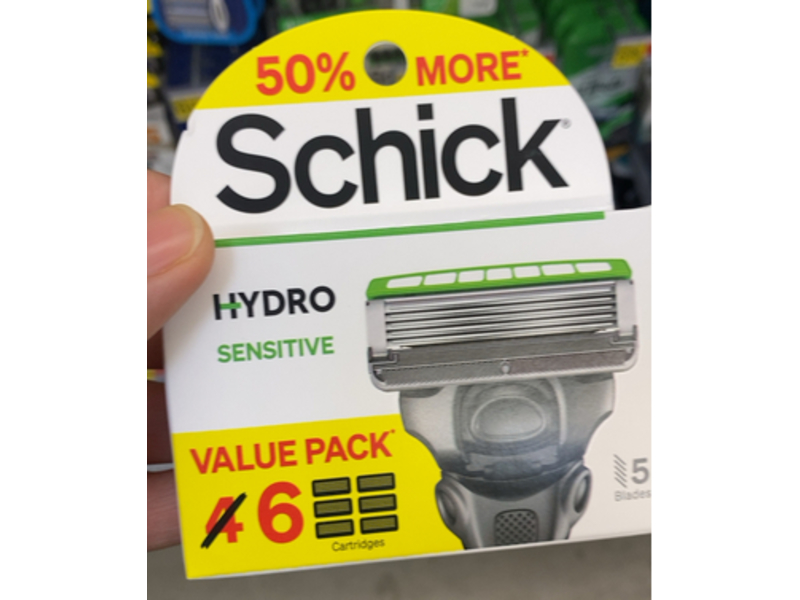 50% MORE*
Schick®
HYDRO
SENSITIVE
VALUE PACK*
4 6
Cartridges
5
Blades